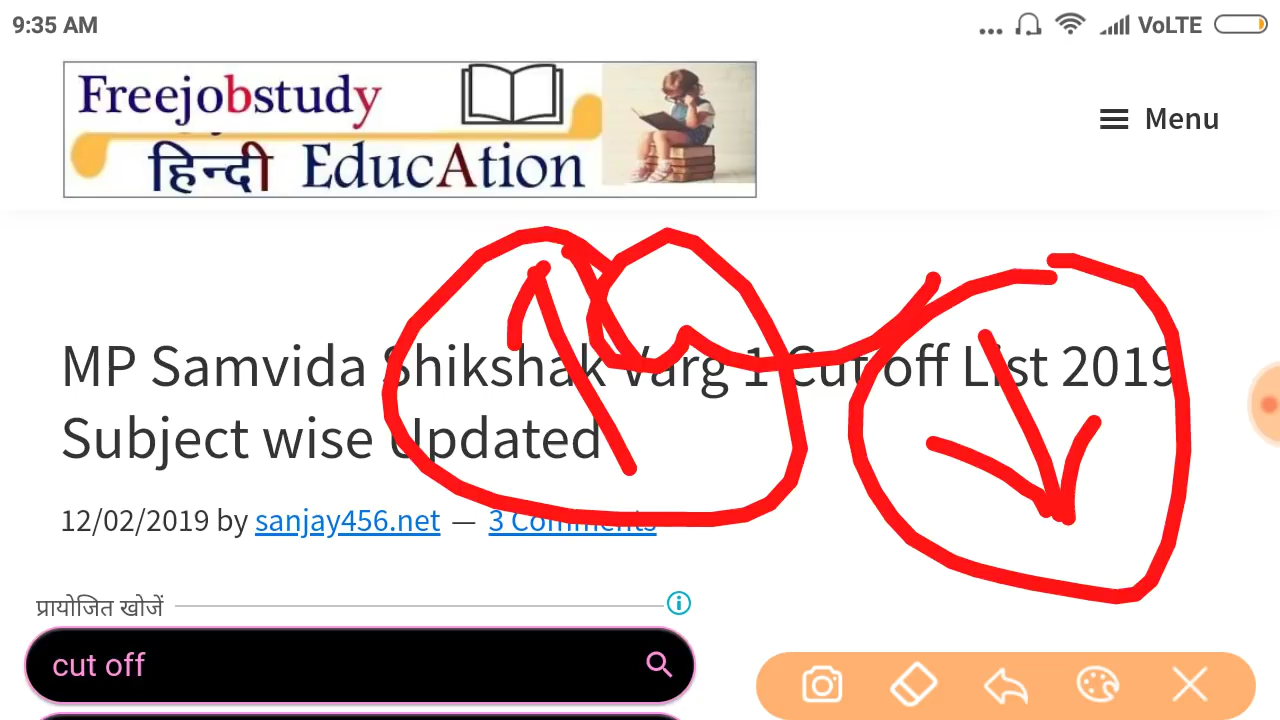 9:35 AM
... VoLTE
Freejobstudy
हिन्दी EducAtion
Menu
MP Samvida Shikshak Varg 1 Cut off List 2019
Subject wise Updated
12/02/2019 by sanjay456.net — 3 Comments
प्रायोजित खोजें
cut off